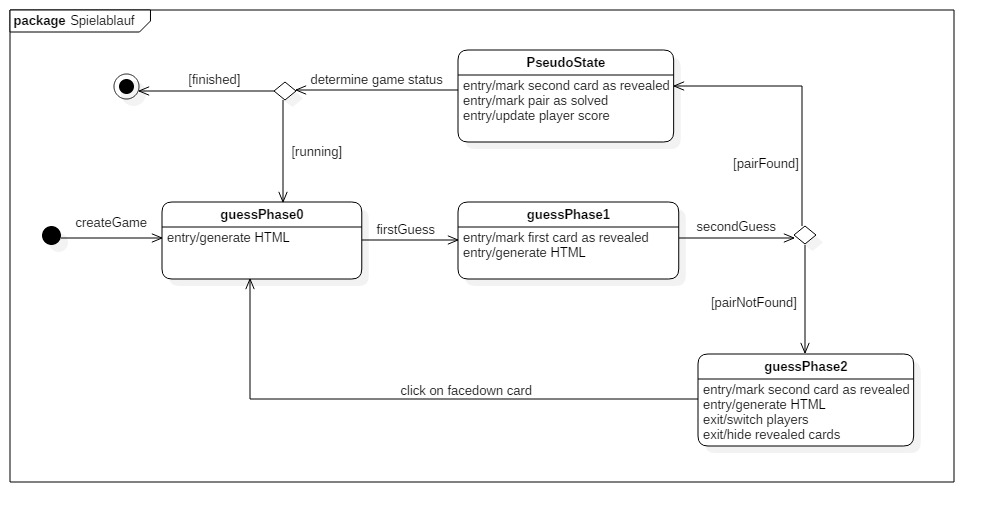 package Spielablauf
PseudoState
entry/mark second card as revealed
entry/mark pair as solved
entry/update player score
[finished]
determine game status
[running]
[pairFound]
createGame
guessPhase0
entry/generate HTML
firstGuess
guessPhase1
entry/mark first card as revealed
entry/generate HTML
secondGuess
[pairNotFound]
guessPhase2
entry/mark second card as revealed
entry/generate HTML
exit/switch players
exit/hide revealed cards
click on facedown card